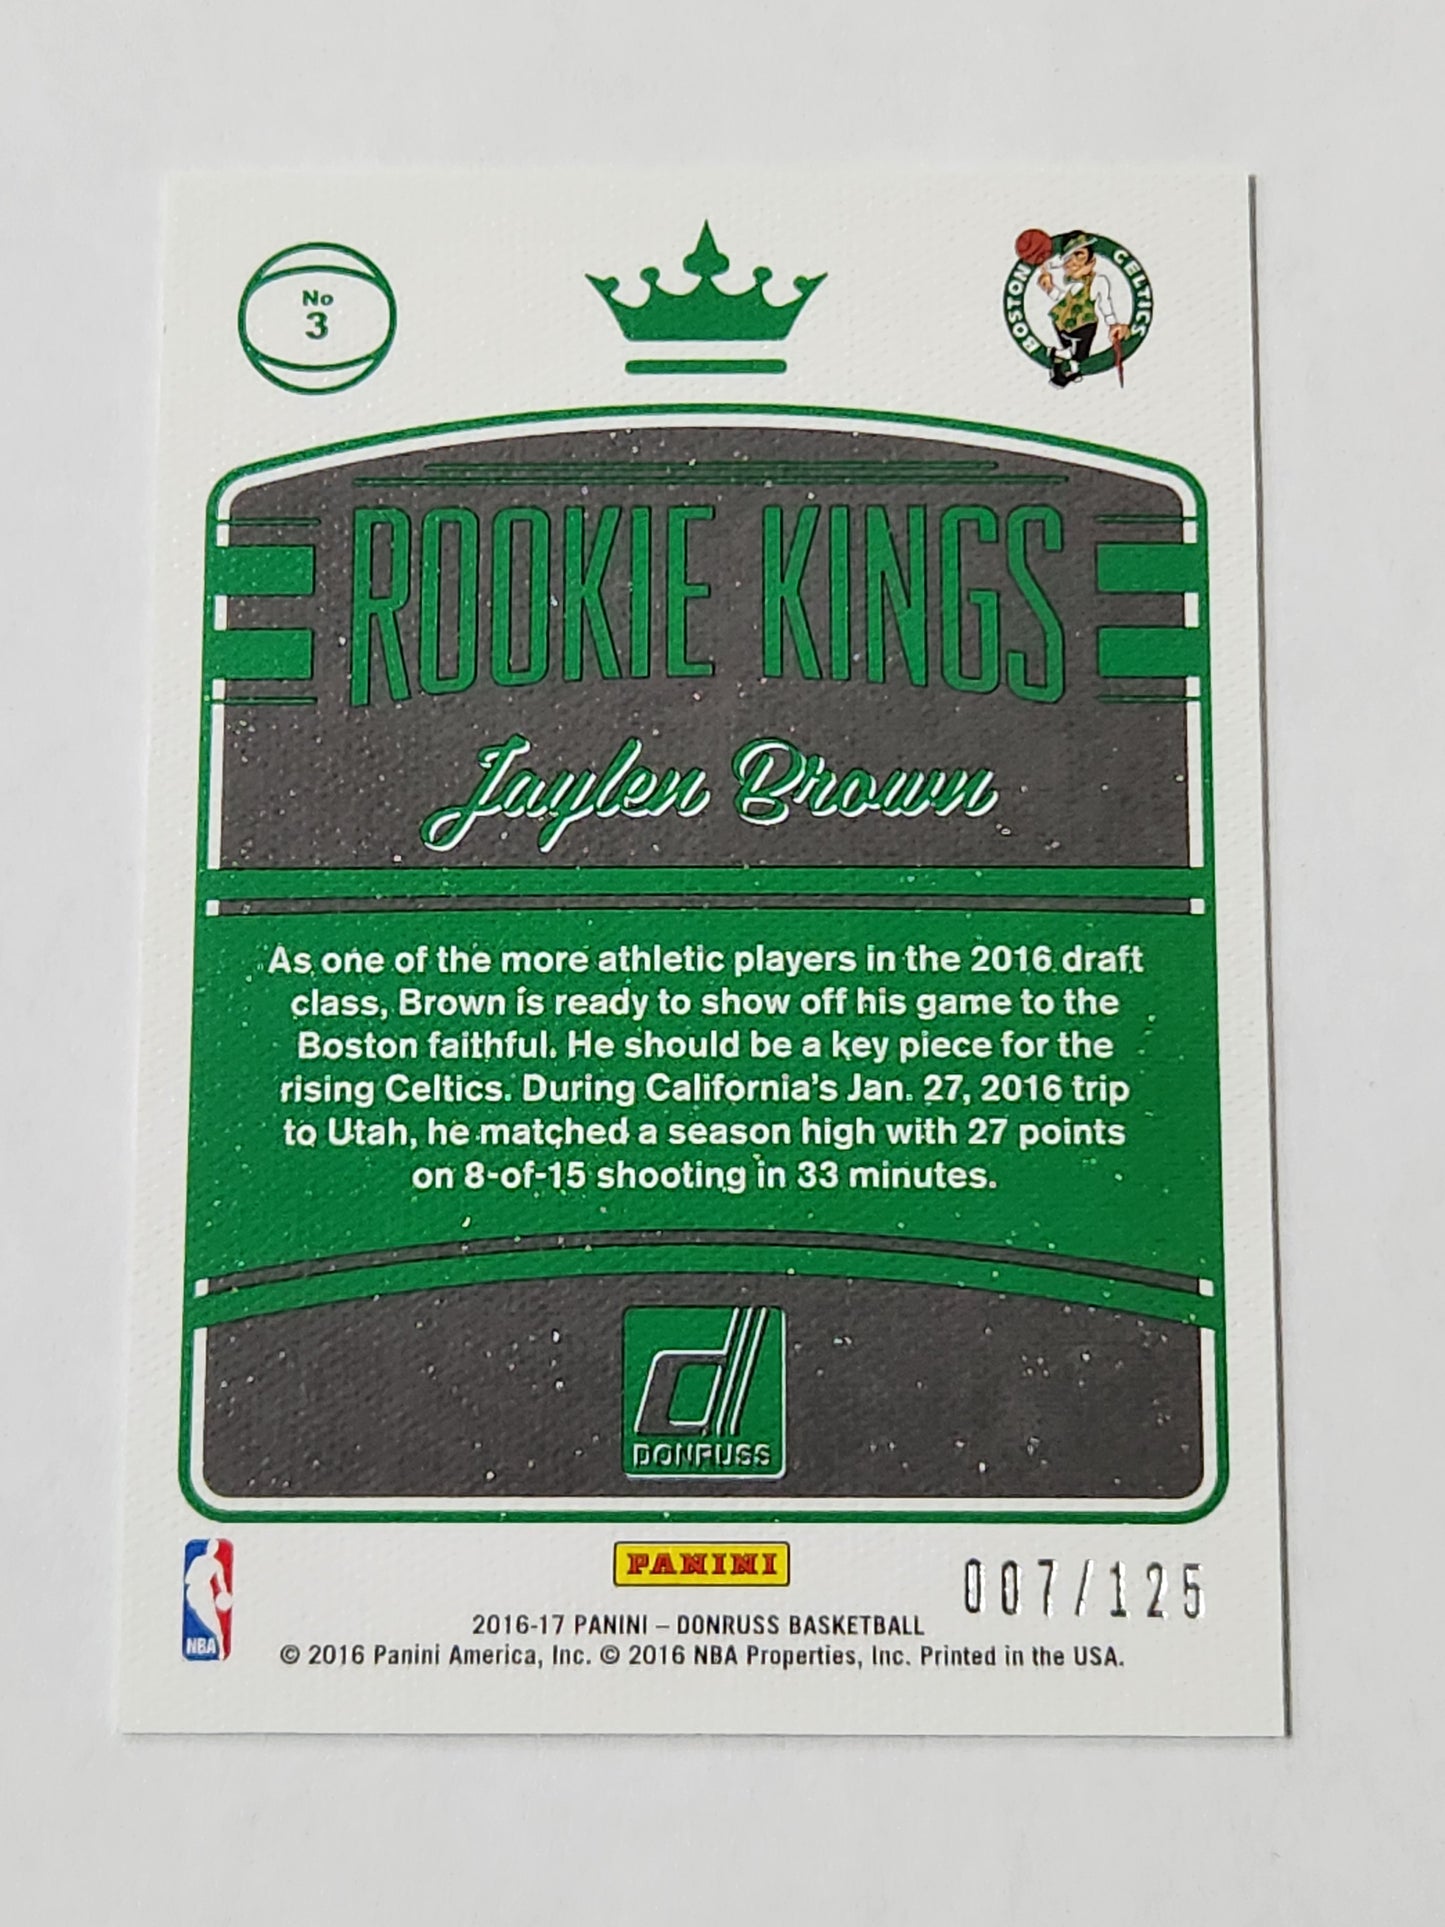 No
3
BOSTON CELTICS
ROOKIE KINGS
Jaylen Brown
As one of the more athletic players in the 2016 draft
class, Brown is ready to show off his game to the
Boston faithful. He should be a key piece for the
rising Celtics. During California's Jan. 27, 2016 trip
to Utah, he matched a season high with 27 points
on 8-of-15 shooting in 33 minutes.
DONRUSS
NBA
PANINI
007/125
2016-17 PANINI – DONRUSS BASKETBALL
© 2016 Panini America, Inc. © 2016 NBA Properties, Inc. Printed in the USA.